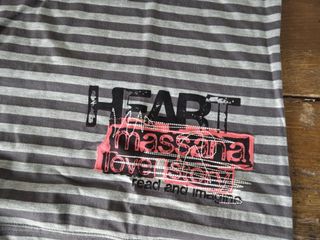 HEART
massana
love story
read and imagine